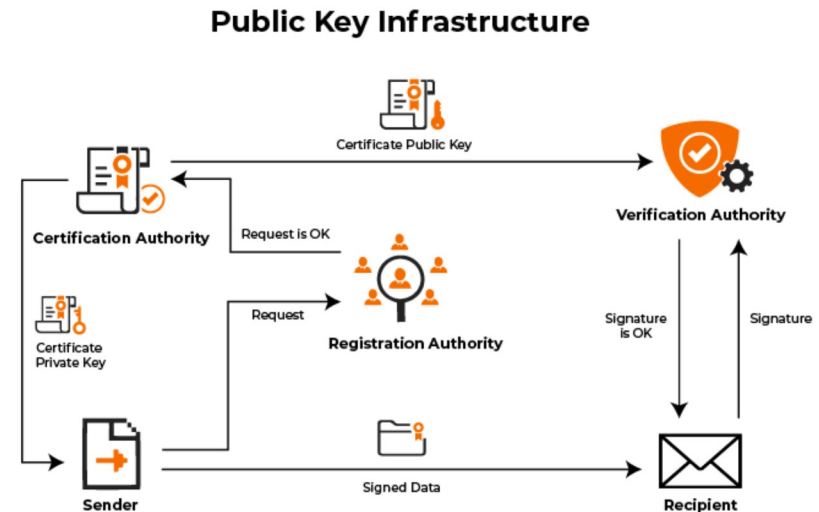 Public Key Infrastructure
Certificate Public Key
Certification Authority
Verification Authority
Request is OK
Request
Registration Authority
Certificate
Private Key
Signature
is OK
Signature
Signed Data
Sender
Recipient